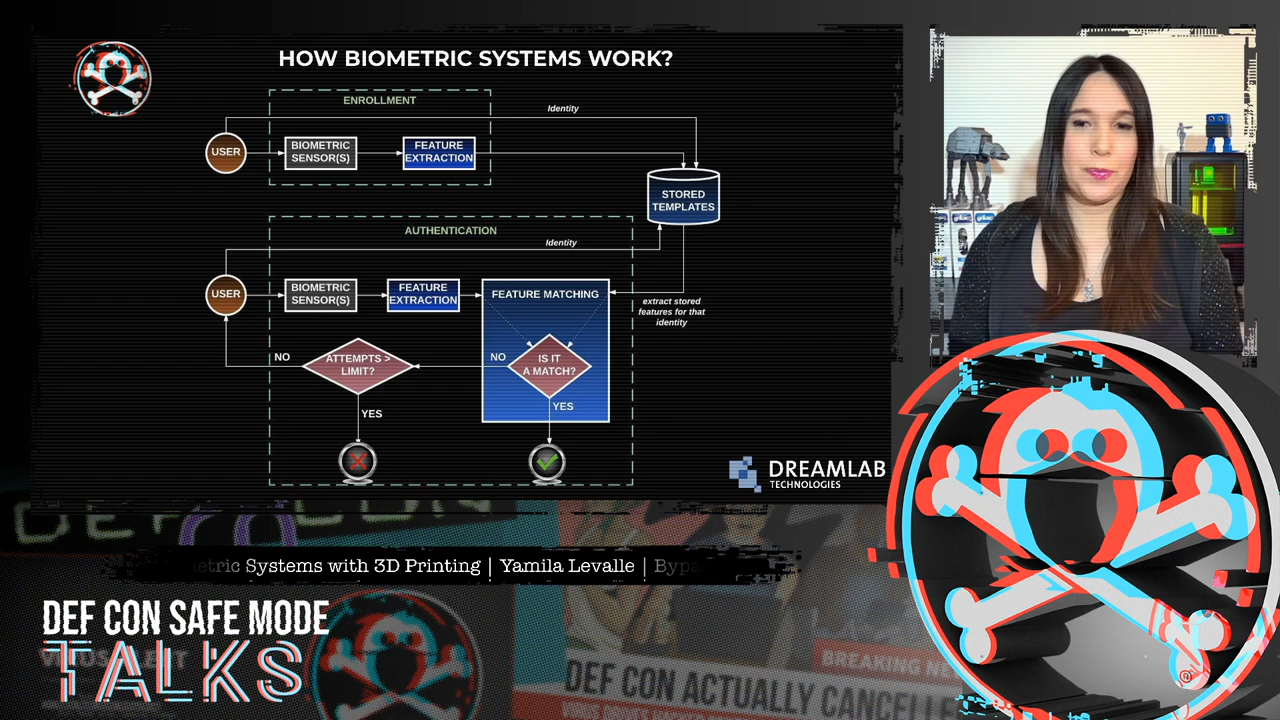 HOW BIOMETRIC SYSTEMS WORK?
ENROLLMENT
Identity
USER
BIOMETRIC
SENSOR(S)
FEATURE
EXTRACTION
STORED
TEMPLATES
AUTHENTICATION
Identity
USER
BIOMETRIC
SENSOR(S)
FEATURE
EXTRACTION
FEATURE MATCHING
extract stored
features for that
identity
NO
ATTEMPTS >
LIMIT?
NO
IS IT
A MATCH?
YES
YES
DREAMLAB
TECHNOLOGIES
DEF CON
etric Systems with 3D Printing | Yamila Levalle | Bypa
DEF CON SAFE MODE
TALKS
BREAKING NE
DEF CON ACTUALLY CANCELLE